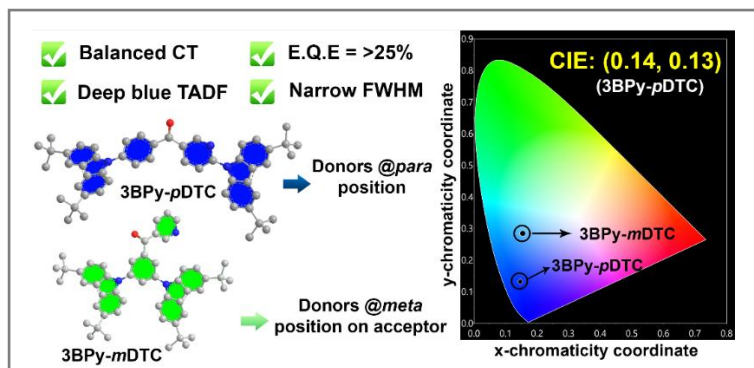 Balanced CT
E.Q.E = >25%
Deep blue TADF
Narrow FWHM
3BPy-pDTC
Donors @para
position
3BPy-mDTC
Donors @meta
position on acceptor
CIE: (0.14, 0.13)
(3BPy-pDTC)
3BPy-mDTC
3BPy-pDTC
y-chromaticity coordinate
0.9
0.8
0.7
0.6
0.5
0.4
0.3
0.2
0.1
0.0
0.0 0.1 0.2 0.3 0.4 0.5 0.6 0.7 0.8
x-chromaticity coordinate